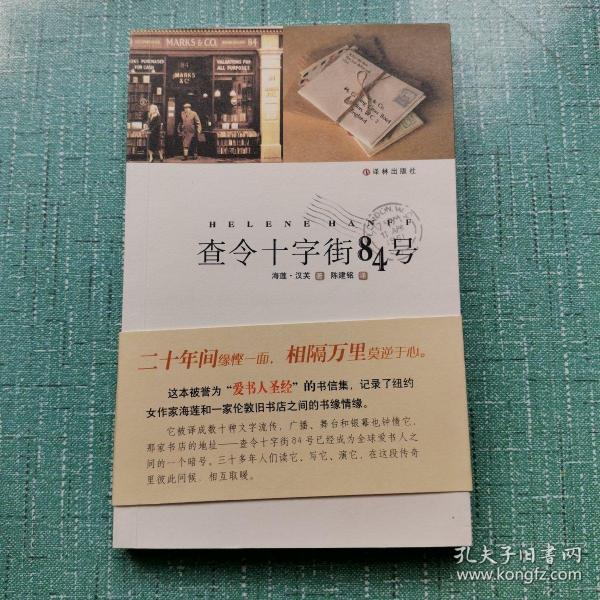 MARKS & CO.
84
MARKS & CO.
译林出版社
HELENE HANFF
查令十字街84号
海莲·汉芙 著 陈建铭 译
二十年间缘悭一面，相隔万里莫逆于心。
这本被誉为“爱书人圣经”的书信集，记录了纽约
女作家海莲和一家伦敦旧书店之间的书缘情缘。
它被译成数十种文字流传，广播、舞台和银幕也钟情它，
那家书店的地址——查令十字街84号已经成为全球爱书人之
间的一个暗号。三十多年人们读它、写它、演它，在这段传奇
里彼此问候，相互取暖。
孔夫子旧书网
www.kongfz.com